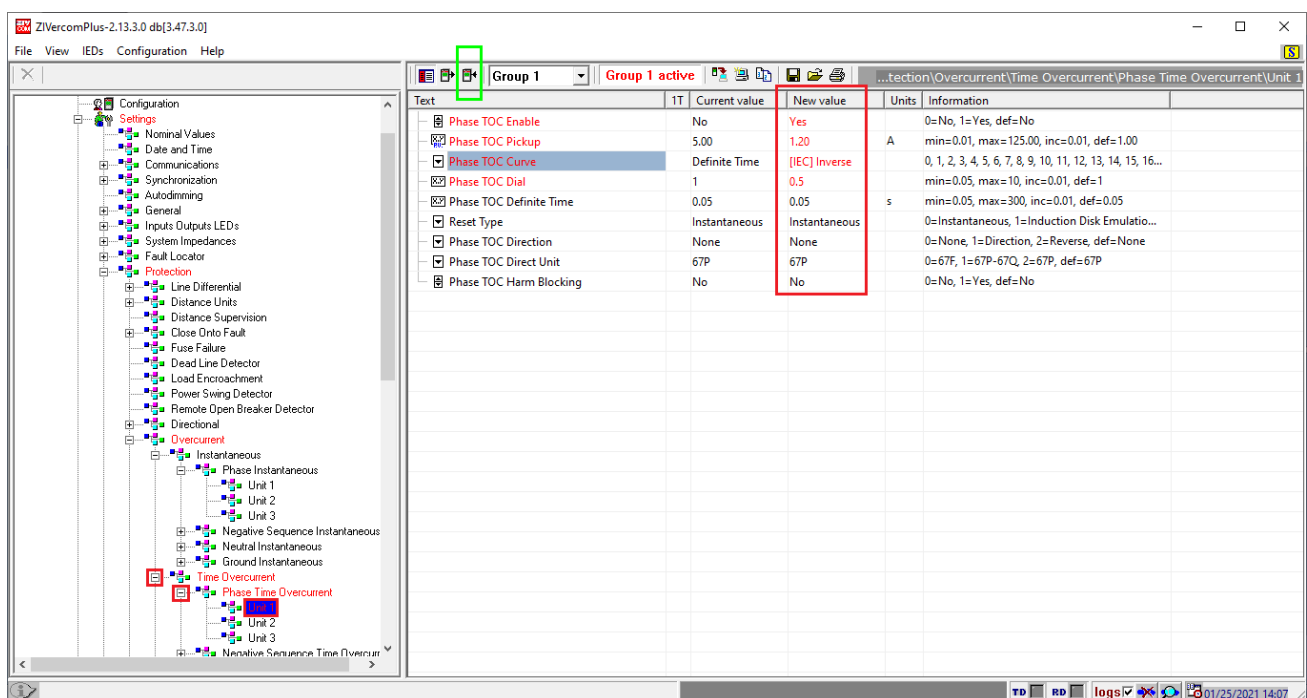 ZIVercomPlus-2.13.3.0 db[3.47.3.0]
File View IEDs Configuration Help
S
Group 1
Group 1 active
...tection\Overcurrent\Time Overcurrent\Phase Time Overcurrent\Unit 1
Configuration
Settings
Nominal Values
Date and Time
Communications
Synchronization
Autodimming
General
Inputs Outputs LEDs
System Impedances
Fault Locator
Protection
Line Differential
Distance Units
Distance Supervision
Close Onto Fault
Fuse Failure
Dead Line Detector
Load Encroachment
Power Swing Detector
Remote Open Breaker Detector
Directional
Overcurrent
Instantaneous
Phase Instantaneous
Unit 1
Unit 2
Unit 3
Negative Sequence Instantaneous
Neutral Instantaneous
Ground Instantaneous
Time Overcurrent
Phase Time Overcurrent
Unit 1
Unit 2
Unit 3
Negative Sequence Time Overcurr
Text 1T Current value New value Units Information
Phase TOC Enable No Yes 0=No, 1=Yes, def=No
Phase TOC Pickup 5.00 1.20 A min=0.01, max=125.00, inc=0.01, def=1.00
Phase TOC Curve Definite Time [IEC] Inverse 0, 1, 2, 3, 4, 5, 6, 7, 8, 9, 10, 11, 12, 13, 14, 15, 16...
Phase TOC Dial 1 0.5 min=0.05, max=10, inc=0.01, def=1
Phase TOC Definite Time 0.05 0.05 s min=0.05, max=300, inc=0.01, def=0.05
Reset Type Instantaneous Instantaneous 0=Instantaneous, 1=Induction Disk Emulatio...
Phase TOC Direction None None 0=None, 1=Direction, 2=Reverse, def=None
Phase TOC Direct Unit 67P 67P 0=67F, 1=67P-67Q, 2=67P, def=67P
Phase TOC Harm Blocking No No 0=No, 1=Yes, def=No
TD RD logs 01/25/2021 14:07